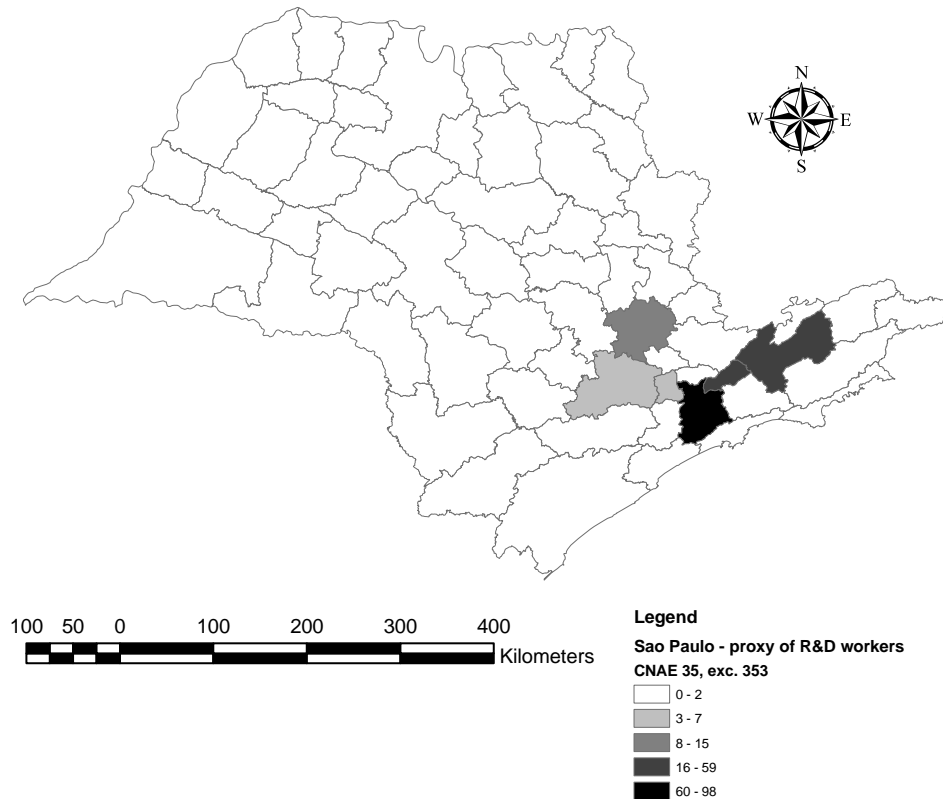 N
W E
S
100 50 0 100 200 300 400
Kilometers
Legend
Sao Paulo - proxy of R&D workers
CNAE 35, exc. 353
0 - 2
3 - 7
8 - 15
16 - 59
60 - 98